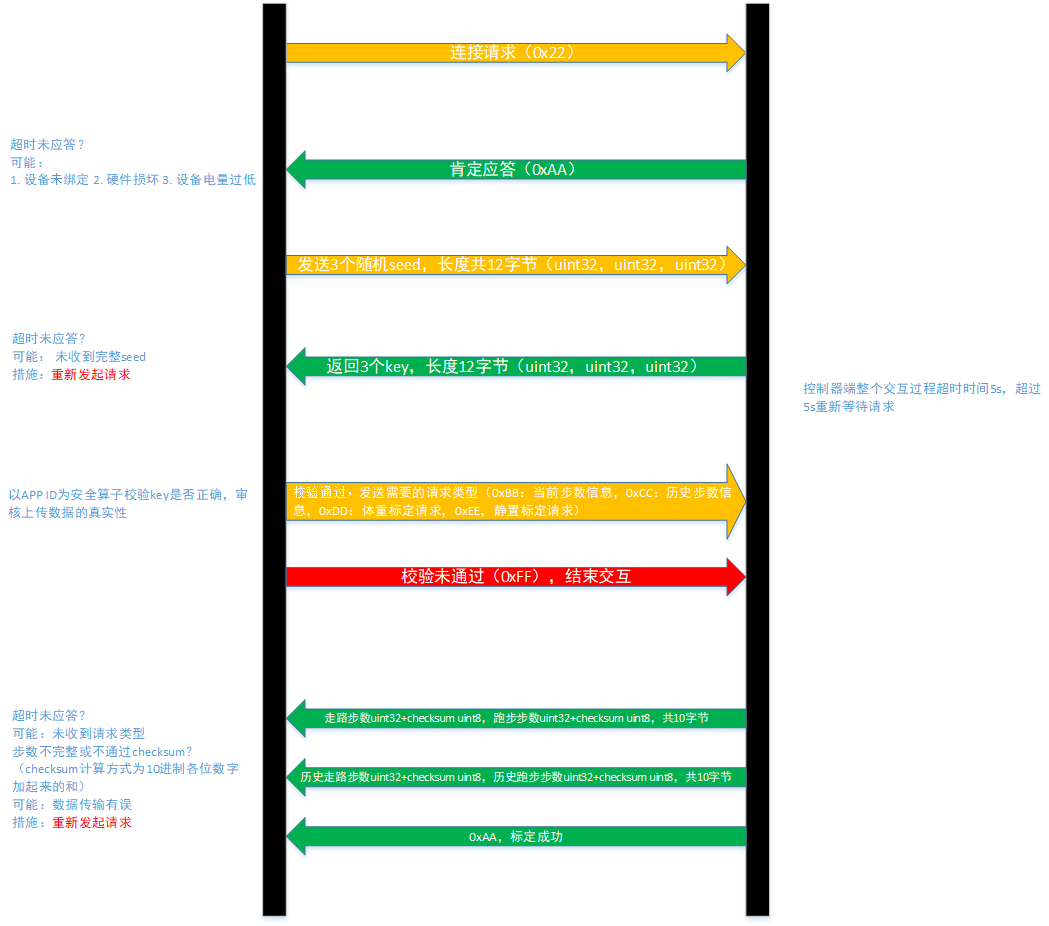 连接请求（0x22）
超时未应答？
可能：
1. 设备未绑定 2. 硬件损坏 3. 设备电量过低
肯定应答（0xAA）
发送3个随机seed，长度共12字节（uint32，uint32，uint32）
超时未应答？
可能： 未收到完整seed
措施：重新发起请求
返回3个key，长度12字节（uint32，uint32，uint32）
控制器端整个交互过程超时时间5s，超过
5s重新等待请求
以APP ID为安全算子校验key是否正确，审
核上传数据的真实性
校验通过，发送需要的请求类型（0xBB：当前步数信息，0xCC：历史步数信
息，0xDD：体重标定请求，0xEE，静置标定请求）
校验未通过（0xFF），结束交互
超时未应答？
可能：未收到请求类型
步数不完整或不通过checksum？
（checksum计算方式为10进制各位数字
加起来的和）
可能：数据传输有误
措施：重新发起请求
走路步数uint32+checksum uint8，跑步步数uint32+checksum uint8，共10字节
历史走路步数uint32+checksum uint8，历史跑步步数uint32+checksum uint8，共10字节
0xAA，标定成功